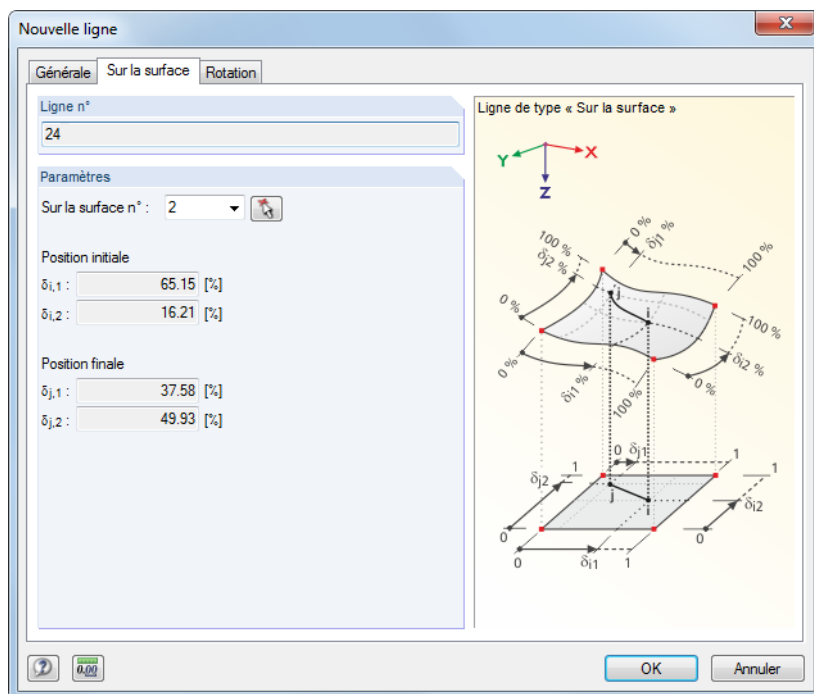 Nouvelle ligne
Générale Sur la surface Rotation
Ligne n°
24
Paramètres
Sur la surface n° : 2
Position initiale
δi,1 : 65.15 [%]
δi,2 : 16.21 [%]
Position finale
δj,1 : 37.58 [%]
δj,2 : 49.93 [%]
Ligne de type « Sur la surface »
Y X
Z
0 %
δj1 %
100 %
100 %
δj2 %
0 %
j
i
100 %
δi2 %
0 %
0 %
δi1 %
100 %
0 δj1 1
δj2 1 1
j
i
δi2
0 0
0 δi1 1
0.00
OK Annuler